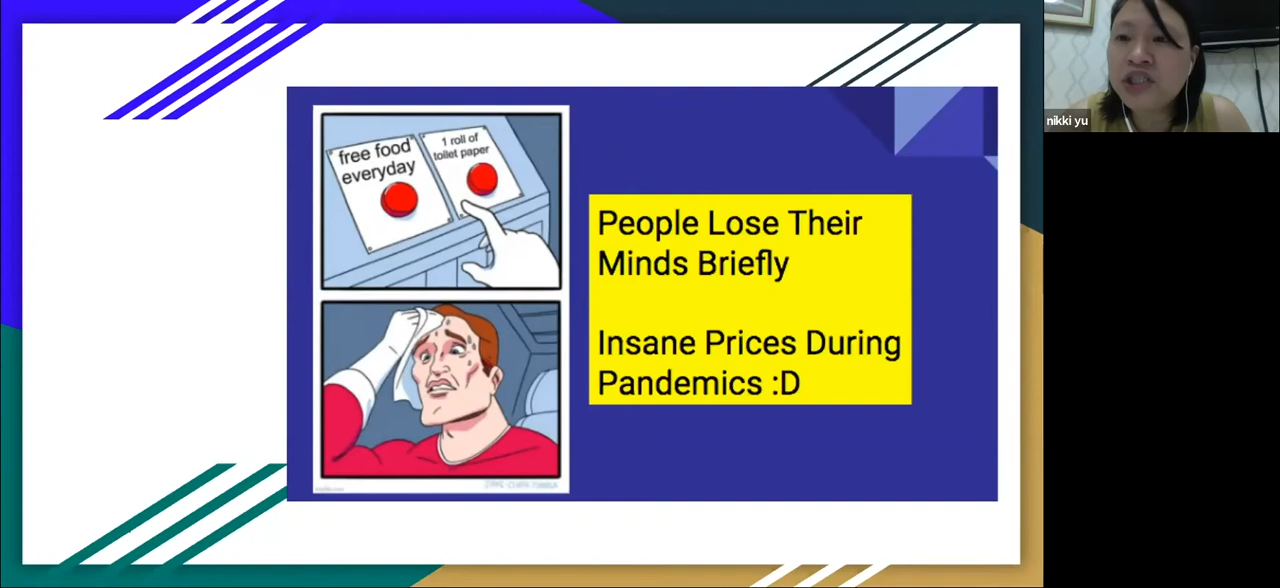 free food
everyday
1 roll of
toilet paper
People Lose Their
Minds Briefly
Insane Prices During
Pandemics :D
nikki yu